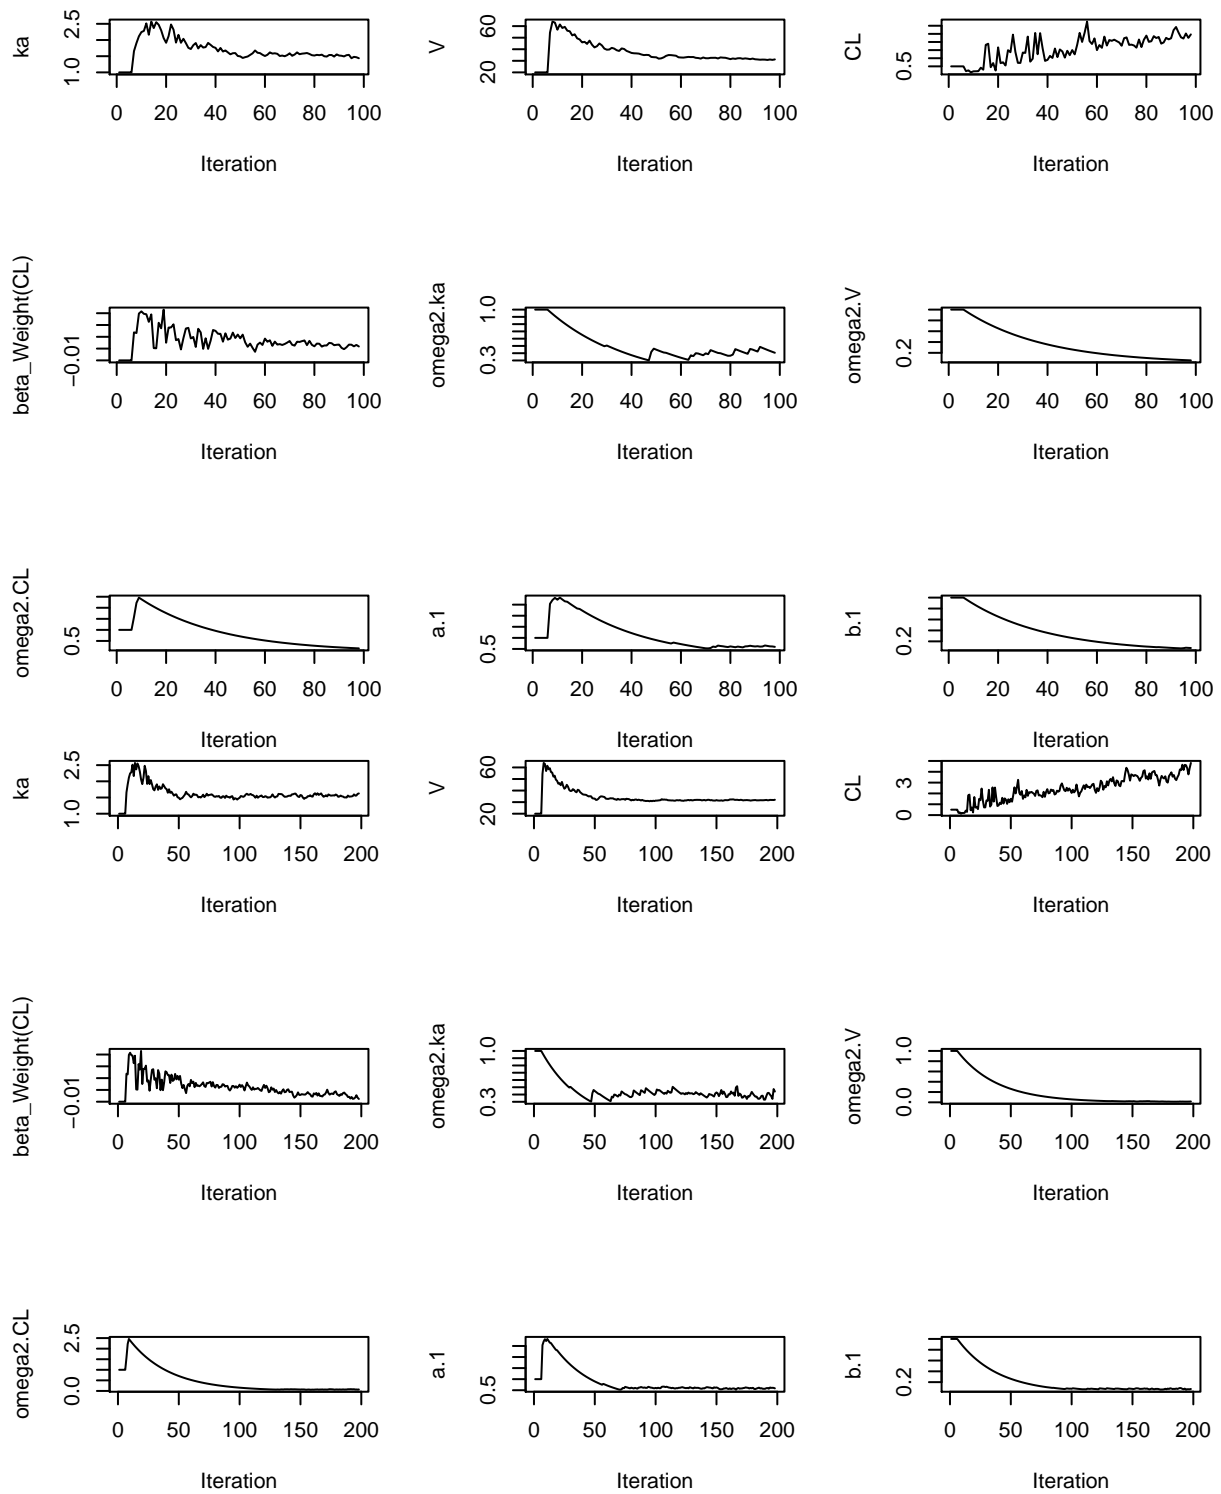 ka 1.0 2.5 V 20 60 CL 0.5
0 20 40 60 80 100 0 20 40 60 80 100 0 20 40 60 80 100
Iteration Iteration Iteration
beta_Weight(CL) −0.01 omega2.ka 0.3 1.0 omega2.V 0.2
0 20 40 60 80 100 0 20 40 60 80 100 0 20 40 60 80 100
Iteration Iteration Iteration
omega2.CL 0.5 a.1 0.5 b.1 0.2
0 20 40 60 80 100 0 20 40 60 80 100 0 20 40 60 80 100
Iteration Iteration Iteration
ka 1.0 2.5 V 20 60 CL 0 3
0 50 100 150 200 0 50 100 150 200 0 50 100 150 200
Iteration Iteration Iteration
beta_Weight(CL) −0.01 omega2.ka 0.3 1.0 omega2.V 0.0 1.0
0 50 100 150 200 0 50 100 150 200 0 50 100 150 200
Iteration Iteration Iteration
omega2.CL 0.0 2.5 a.1 0.5 b.1 0.2
0 50 100 150 200 0 50 100 150 200 0 50 100 150 200
Iteration Iteration Iteration